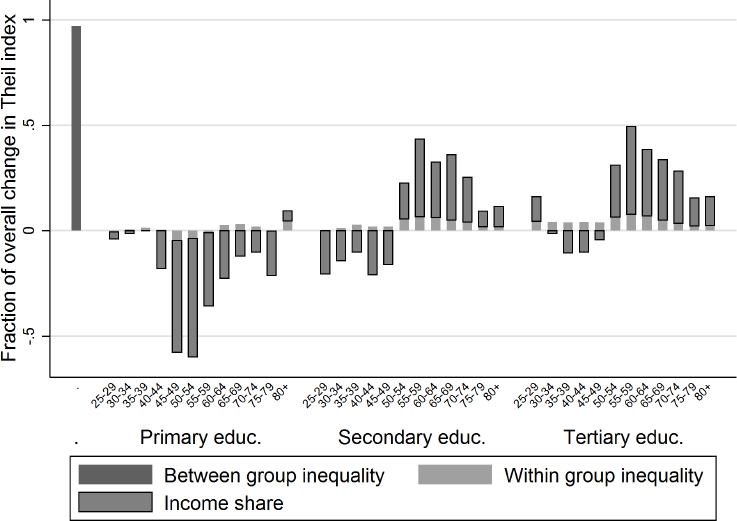 Fraction of overall change in Theil index
1
.5
0
-.5
. 25-29 30-34 35-39 40-44 45-49 50-54 55-59 60-64 65-69 70-74 75-79 80+ 25-29 30-34 35-39 40-44 45-49 50-54 55-59 60-64 65-69 70-74 75-79 80+ 25-29 30-34 35-39 40-44 45-49 50-54 55-59 60-64 65-69 70-74 75-79 80+
. Primary educ. Secondary educ. Tertiary educ.
Between group inequality Within group inequality
Income share